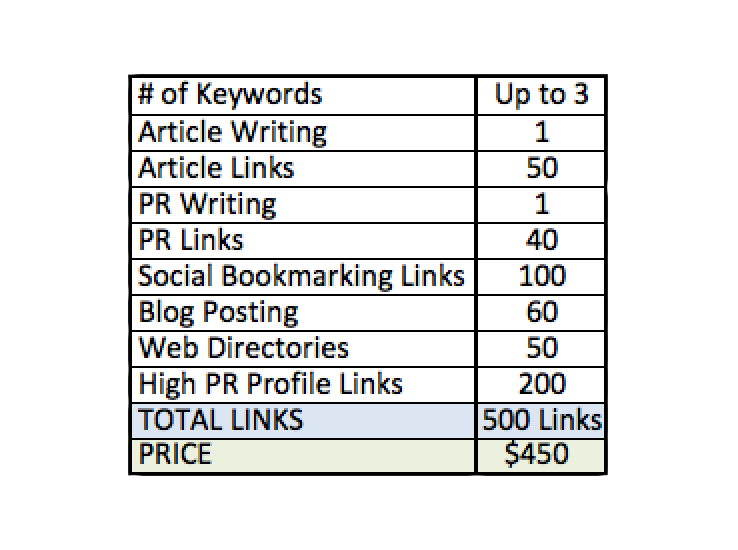 # of Keywords Up to 3
Article Writing 1
Article Links 50
PR Writing 1
PR Links 40
Social Bookmarking Links 100
Blog Posting 60
Web Directories 50
High PR Profile Links 200
TOTAL LINKS 500 Links
PRICE $450